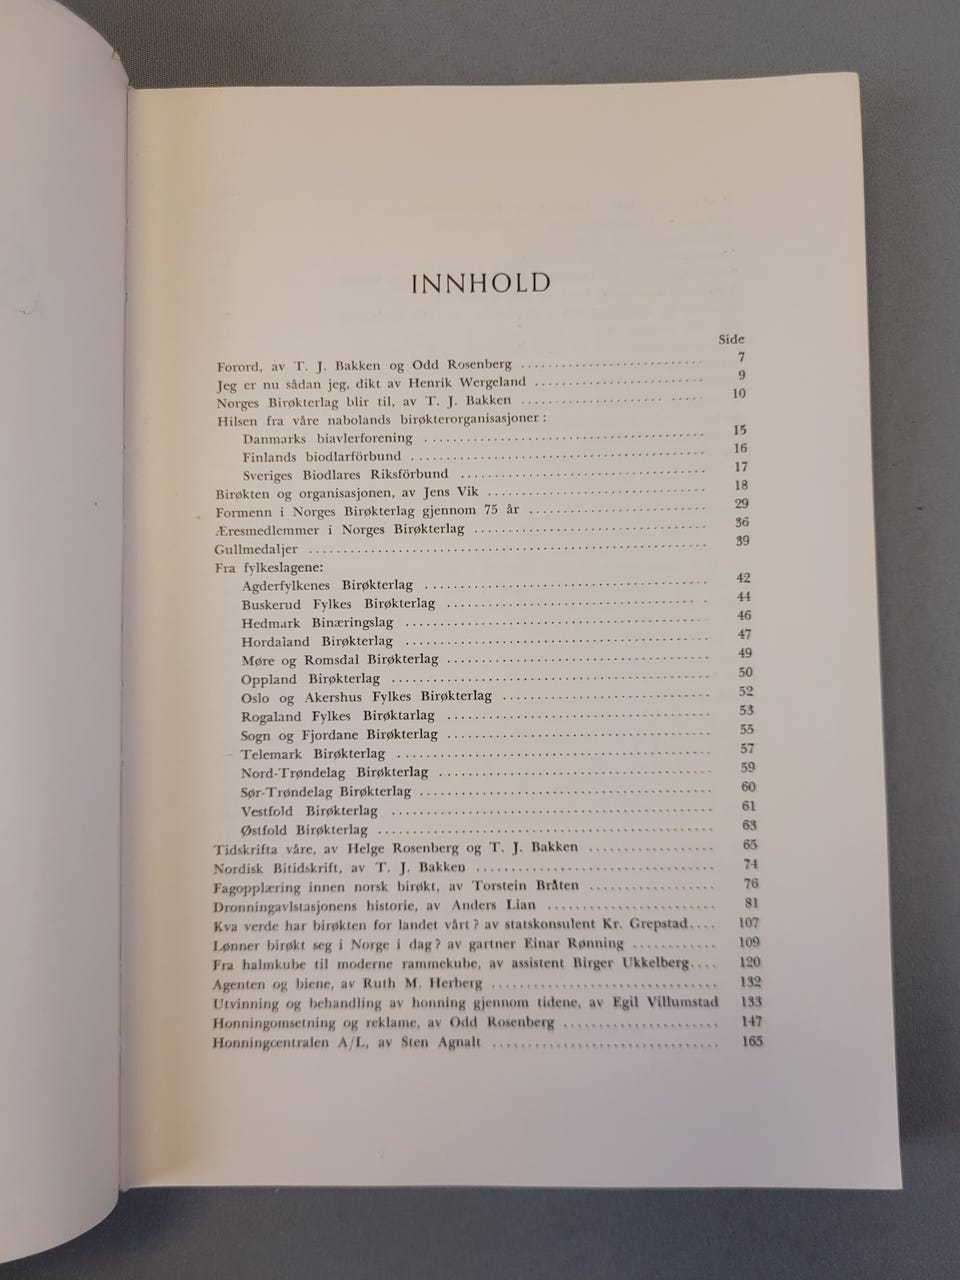 INNHOLD
Side
Forord, av T. J. Bakken og Odd Rosenberg ........................... 7
Jeg er nu sådan jeg, dikt av Henrik Wergeland ......................... 9
Norges Birøkterlag blir til, av T. J. Bakken ..................... ..... 10
Hilsen fra våre nabolands birøkterorganisasjoner :
Danmarks biavlerforening .......................................... 15
Finlands biodlarförbund ............................................ 16
Sveriges Biodlares Riksförbund ..................................... 17
Birøkten og organisasjonen, av Jens Vik ................................ 18
Formenn i Norges Birøkterlag gjennom 75 år ......................... 29
Æresmedlemmer i Norges Birøkterlag ................................... 36
Gullmedaljer ............................................................ 39
Fra fylkeslagene:
Agderfylkenes Birøkterlag .......................................... 42
Buskerud Fylkes Birøkterlag ..................................... . 44
Hedmark Binæringslag .............................................. 46
Hordaland Birøkterlag .............................................. 47
Møre og Romsdal Birøkterlag ....................................... 49
Oppland Birøkterlag ................................................ 50
Oslo og Akershus Fylkes Birøkterlag ............................... 52
Rogaland Fylkes Birøktarlag ........................................ 53
Sogn og Fjordane Birøkterlag ....................................... 55
Telemark Birøkterlag ............................................... 57
Nord-Trøndelag Birøkterlag ......................................... 59
Sør-Trøndelag Birøkterlag ........................................... 60
Vestfold Birøkterlag ................................................ 61
Østfold Birøkterlag .................................................. 63
Tidskrifta våre, av Helge Rosenberg og T. J. Bakken ................... 65
Nordisk Bitidskrift, av T. J. Bakken .................................... 74
Fagopplæring innen norsk birøkt, av Torstein Bråten ................... 76
Dronningavlstasjonens historie, av Anders Lian ......................... 81
Kva verde har birøkten for landet vårt? av statskonsulent Kr. Grepstad.... 107
Lønner birøkt seg i Norge i dag? av gartner Einar Rønning ............ 109
Fra halmkube til moderne rammekube, av assistent Birger Ukkelberg.... 120
Agenten og biene, av Ruth M. Herberg .................................. 132
Utvinning og behandling av honning gjennom tidene, av Egil Villumstad 133
Honningomsetning og reklame, av Odd Rosenberg ....................... 147
Honningcentralen A/L, av Sten Agnalt .................................. 165